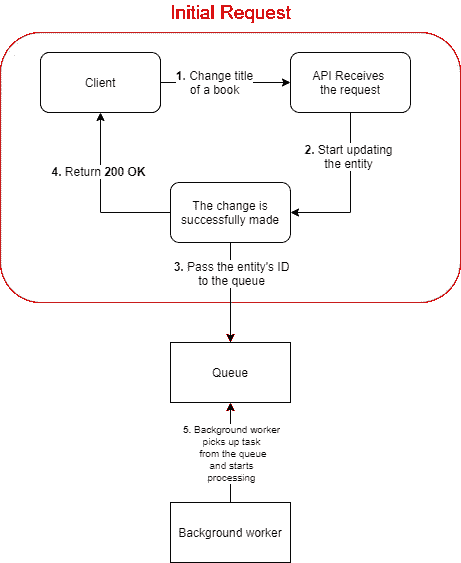 Initial Request
Client
1. Change title
of a book
API Receives
the request
2. Start updating
the entity
4. Return 200 OK
The change is
successfully made
3. Pass the entity's ID
to the queue
Queue
5. Background worker
picks up task
from the queue
and starts
processing
Background worker